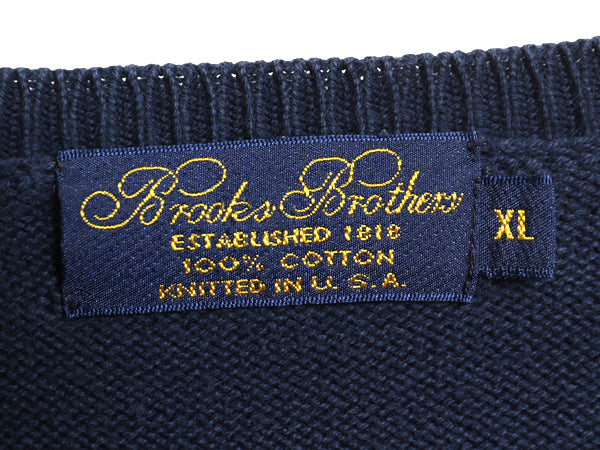 Brooks Brothers
ESTABLISHED 1818
100% COTTON
KNITTED IN U.S.A.
XL